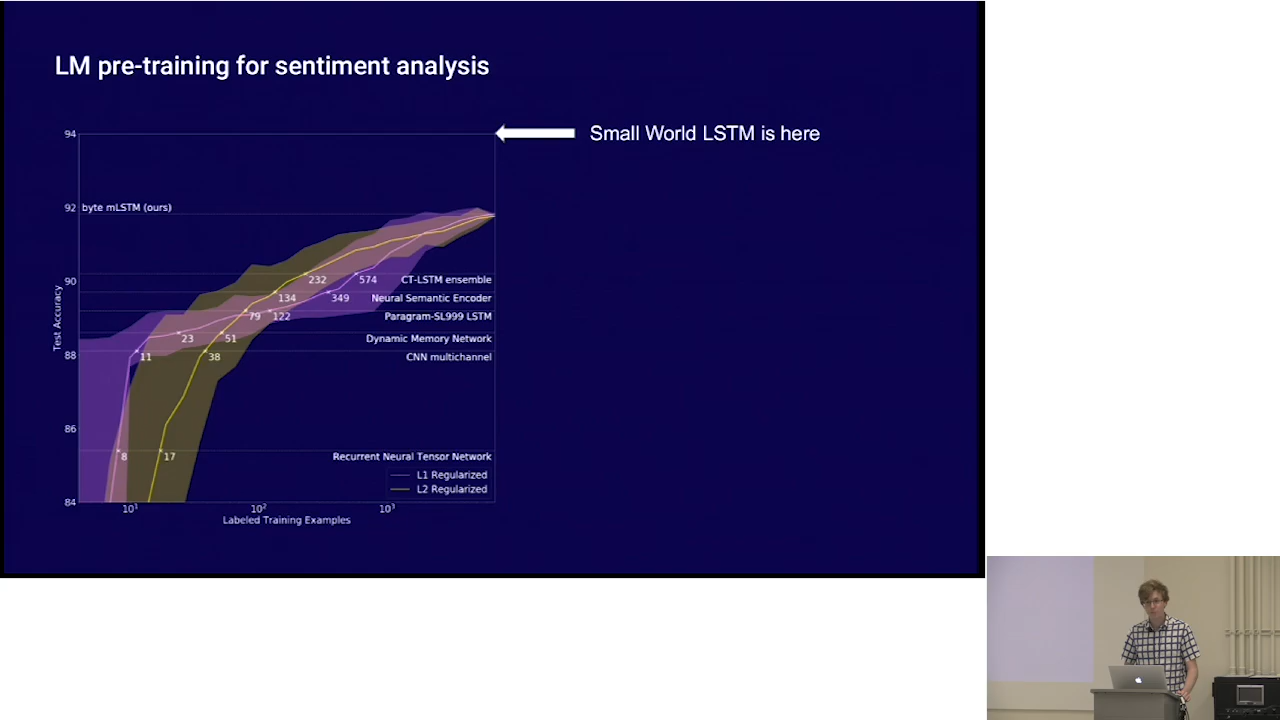 LM pre-training for sentiment analysis
Small World LSTM is here
94
92
90
88
86
84
Test Accuracy
byte mLSTM (ours)
232
574
CT-LSTM ensemble
134
349
Neural Semantic Encoder
79
122
Paragram-SL999 LSTM
23
51
Dynamic Memory Network
11
38
CNN multichannel
8
17
Recurrent Neural Tensor Network
L1 Regularized
L2 Regularized
10¹
10²
10³
Labeled Training Examples